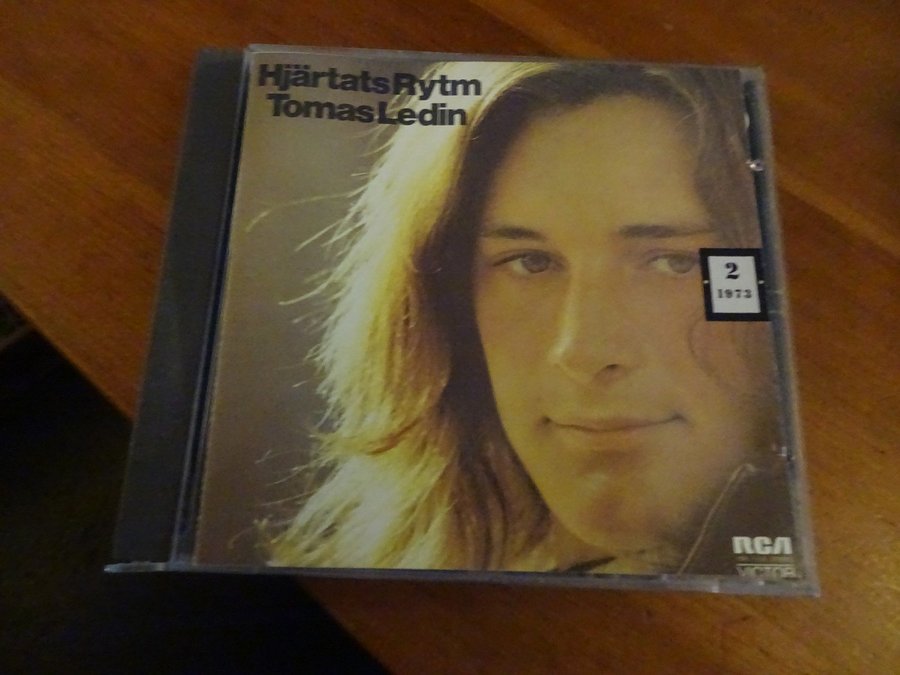 Hjärtats Rytm
Tomas Ledin
2
1973
RCA
VICTOR